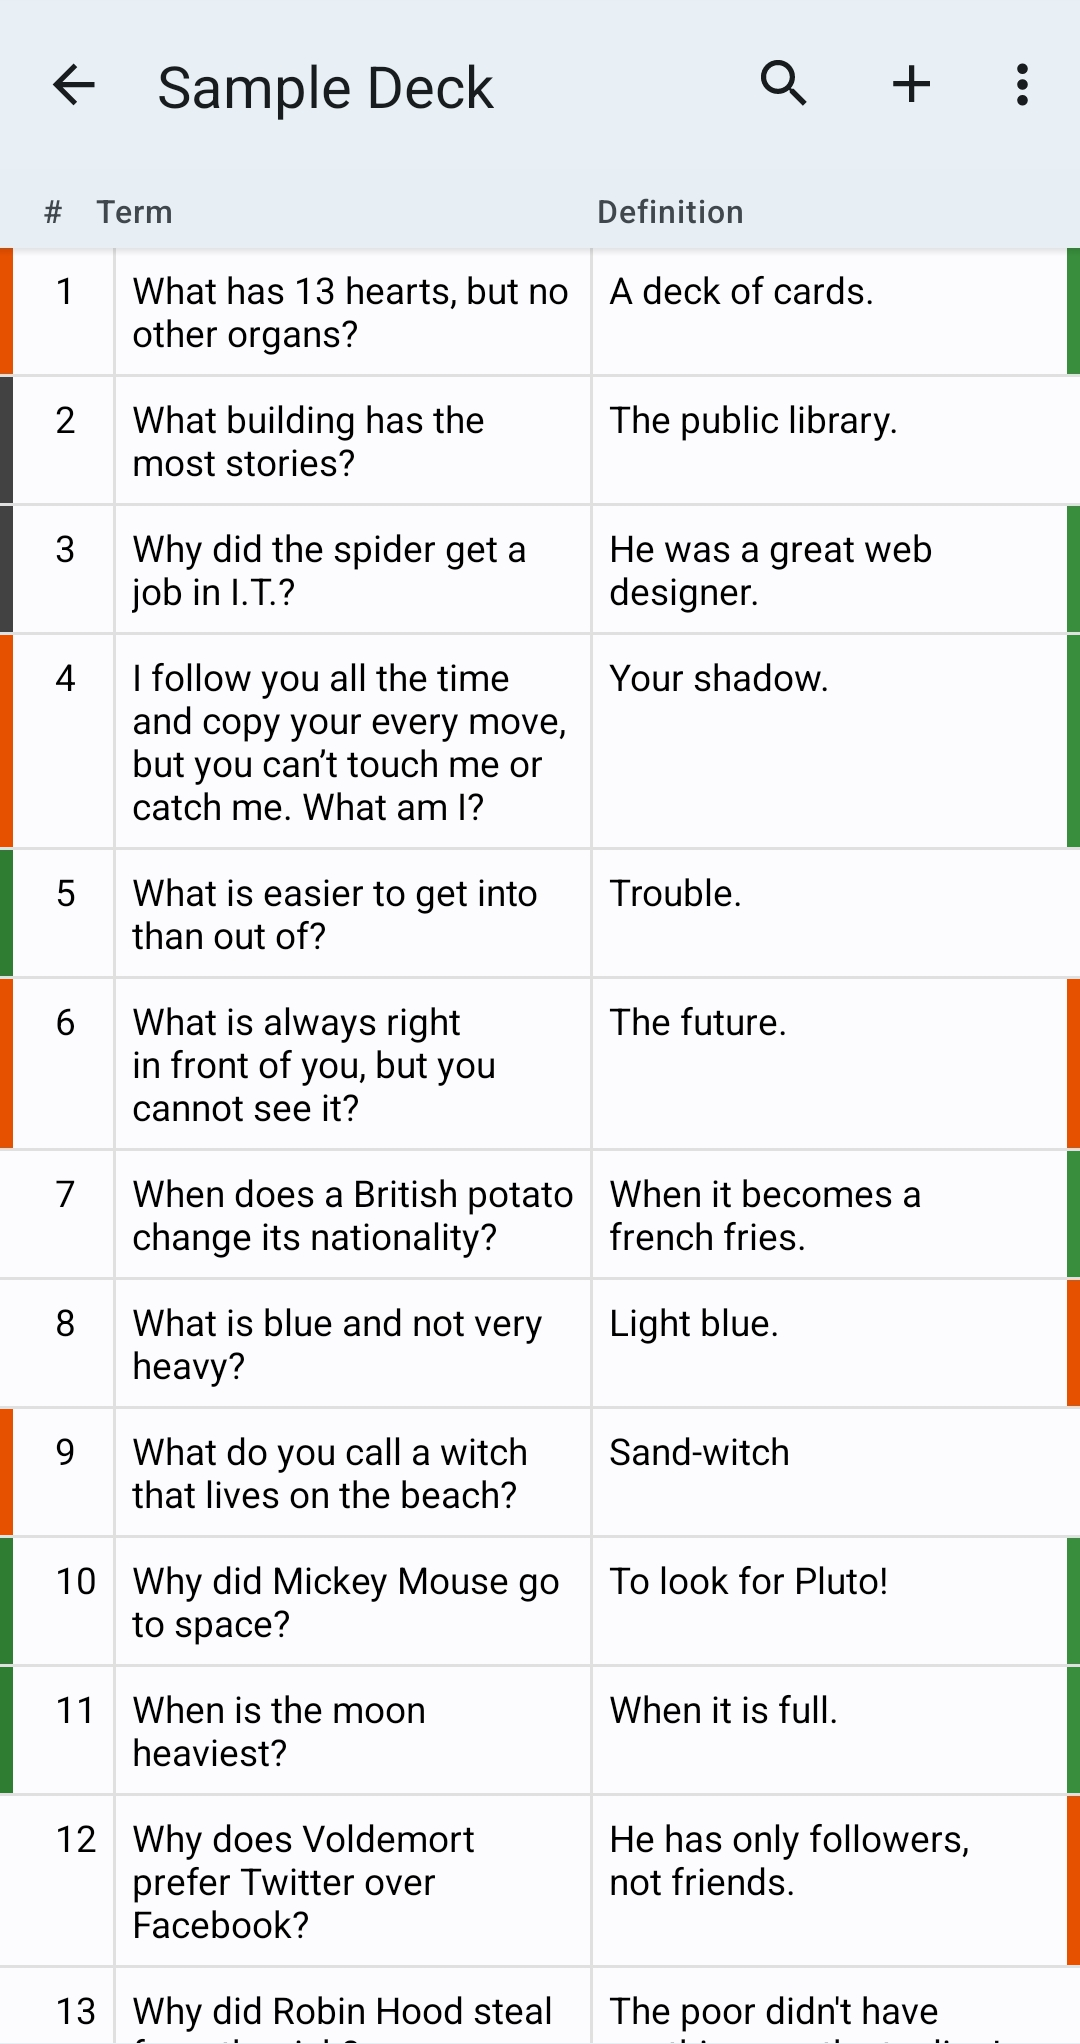 Sample Deck
# Term Definition
1 What has 13 hearts, but no A deck of cards.
other organs?
2 What building has the The public library.
most stories?
3 Why did the spider get a He was a great web
job in I.T.? designer.
4 I follow you all the time Your shadow.
and copy your every move,
but you can’t touch me or
catch me. What am I?
5 What is easier to get into Trouble.
than out of?
6 What is always right The future.
in front of you, but you
cannot see it?
7 When does a British potato When it becomes a
change its nationality? french fries.
8 What is blue and not very Light blue.
heavy?
9 What do you call a witch Sand-witch
that lives on the beach?
10 Why did Mickey Mouse go To look for Pluto!
to space?
11 When is the moon When it is full.
heaviest?
12 Why does Voldemort He has only followers,
prefer Twitter over not friends.
Facebook?
13 Why did Robin Hood steal The poor didn't have